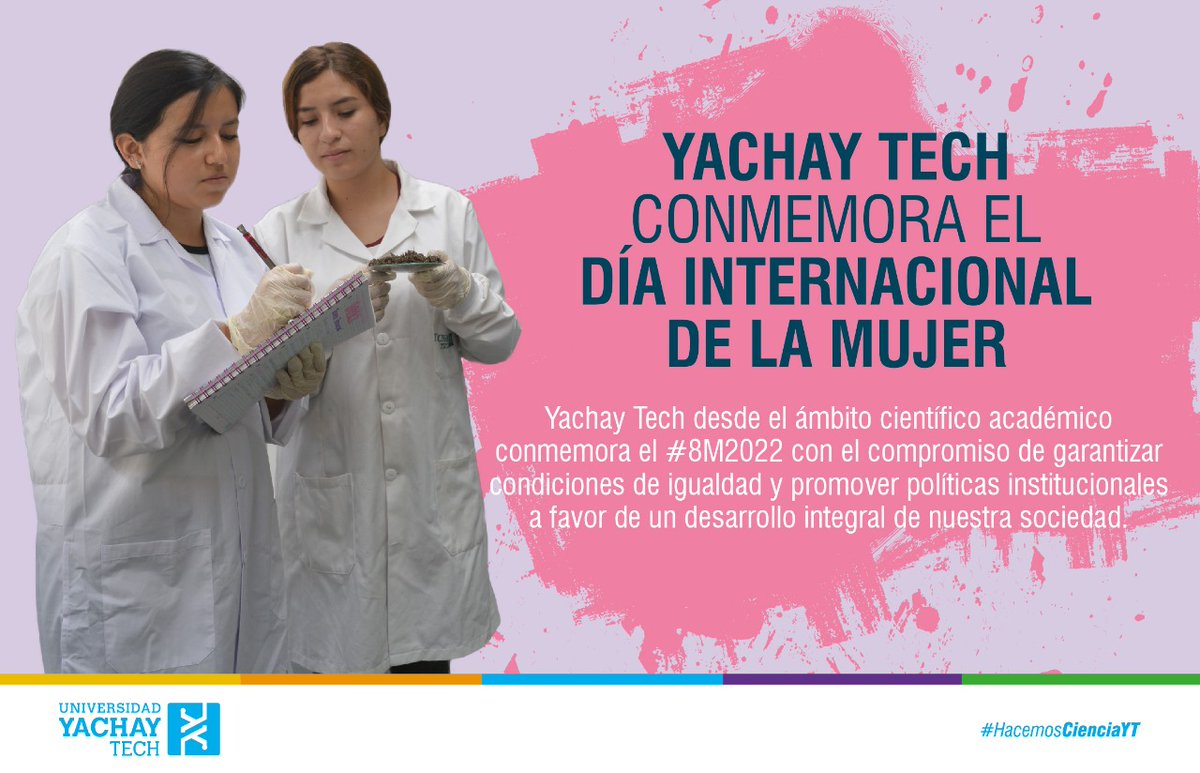 YACHAY TECH
CONMEMORA EL
DÍA INTERNACIONAL
DE LA MUJER
Yachay Tech desde el ámbito científico académico
conmemora el #8M2022 con el compromiso de garantizar
condiciones de igualdad y promover políticas institucionales
a favor de un desarrollo integral de nuestra sociedad.
UNIVERSIDAD
YACHAY
TECH
#HacemosCienciaYT